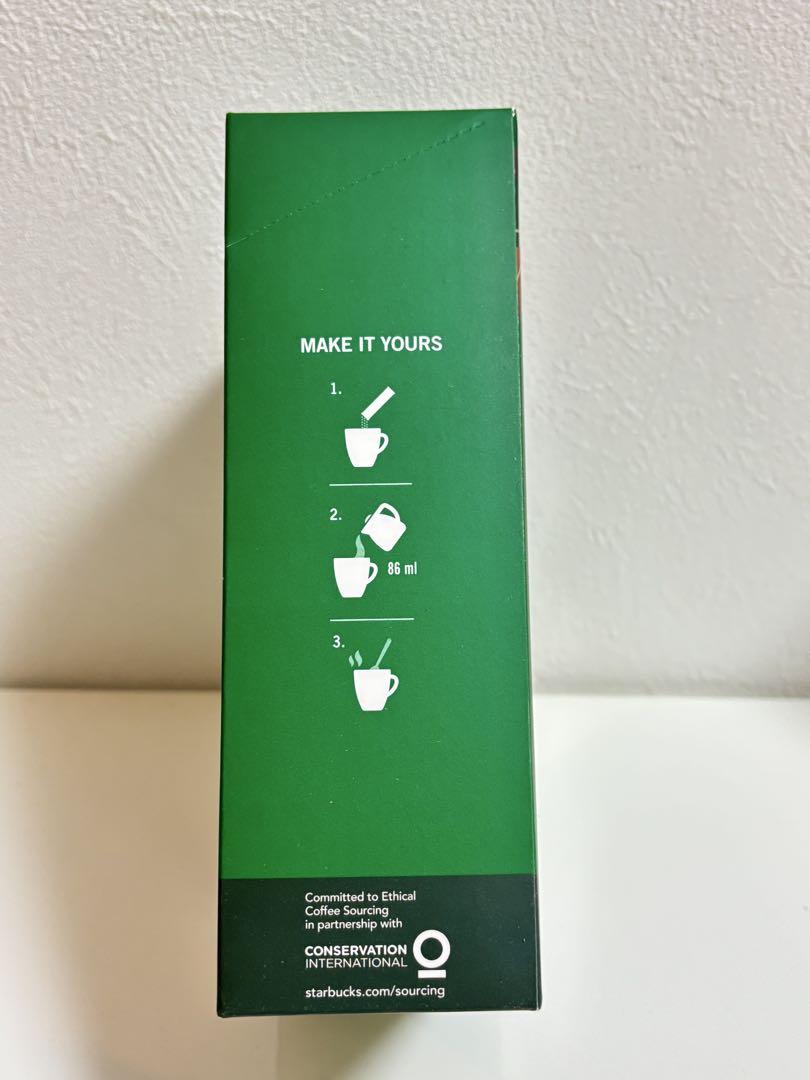 MAKE IT YOURS
1.
2.
86 ml
3.
Committed to Ethical
Coffee Sourcing
in partnership with
CONSERVATION
INTERNATIONAL
starbucks.com/sourcing